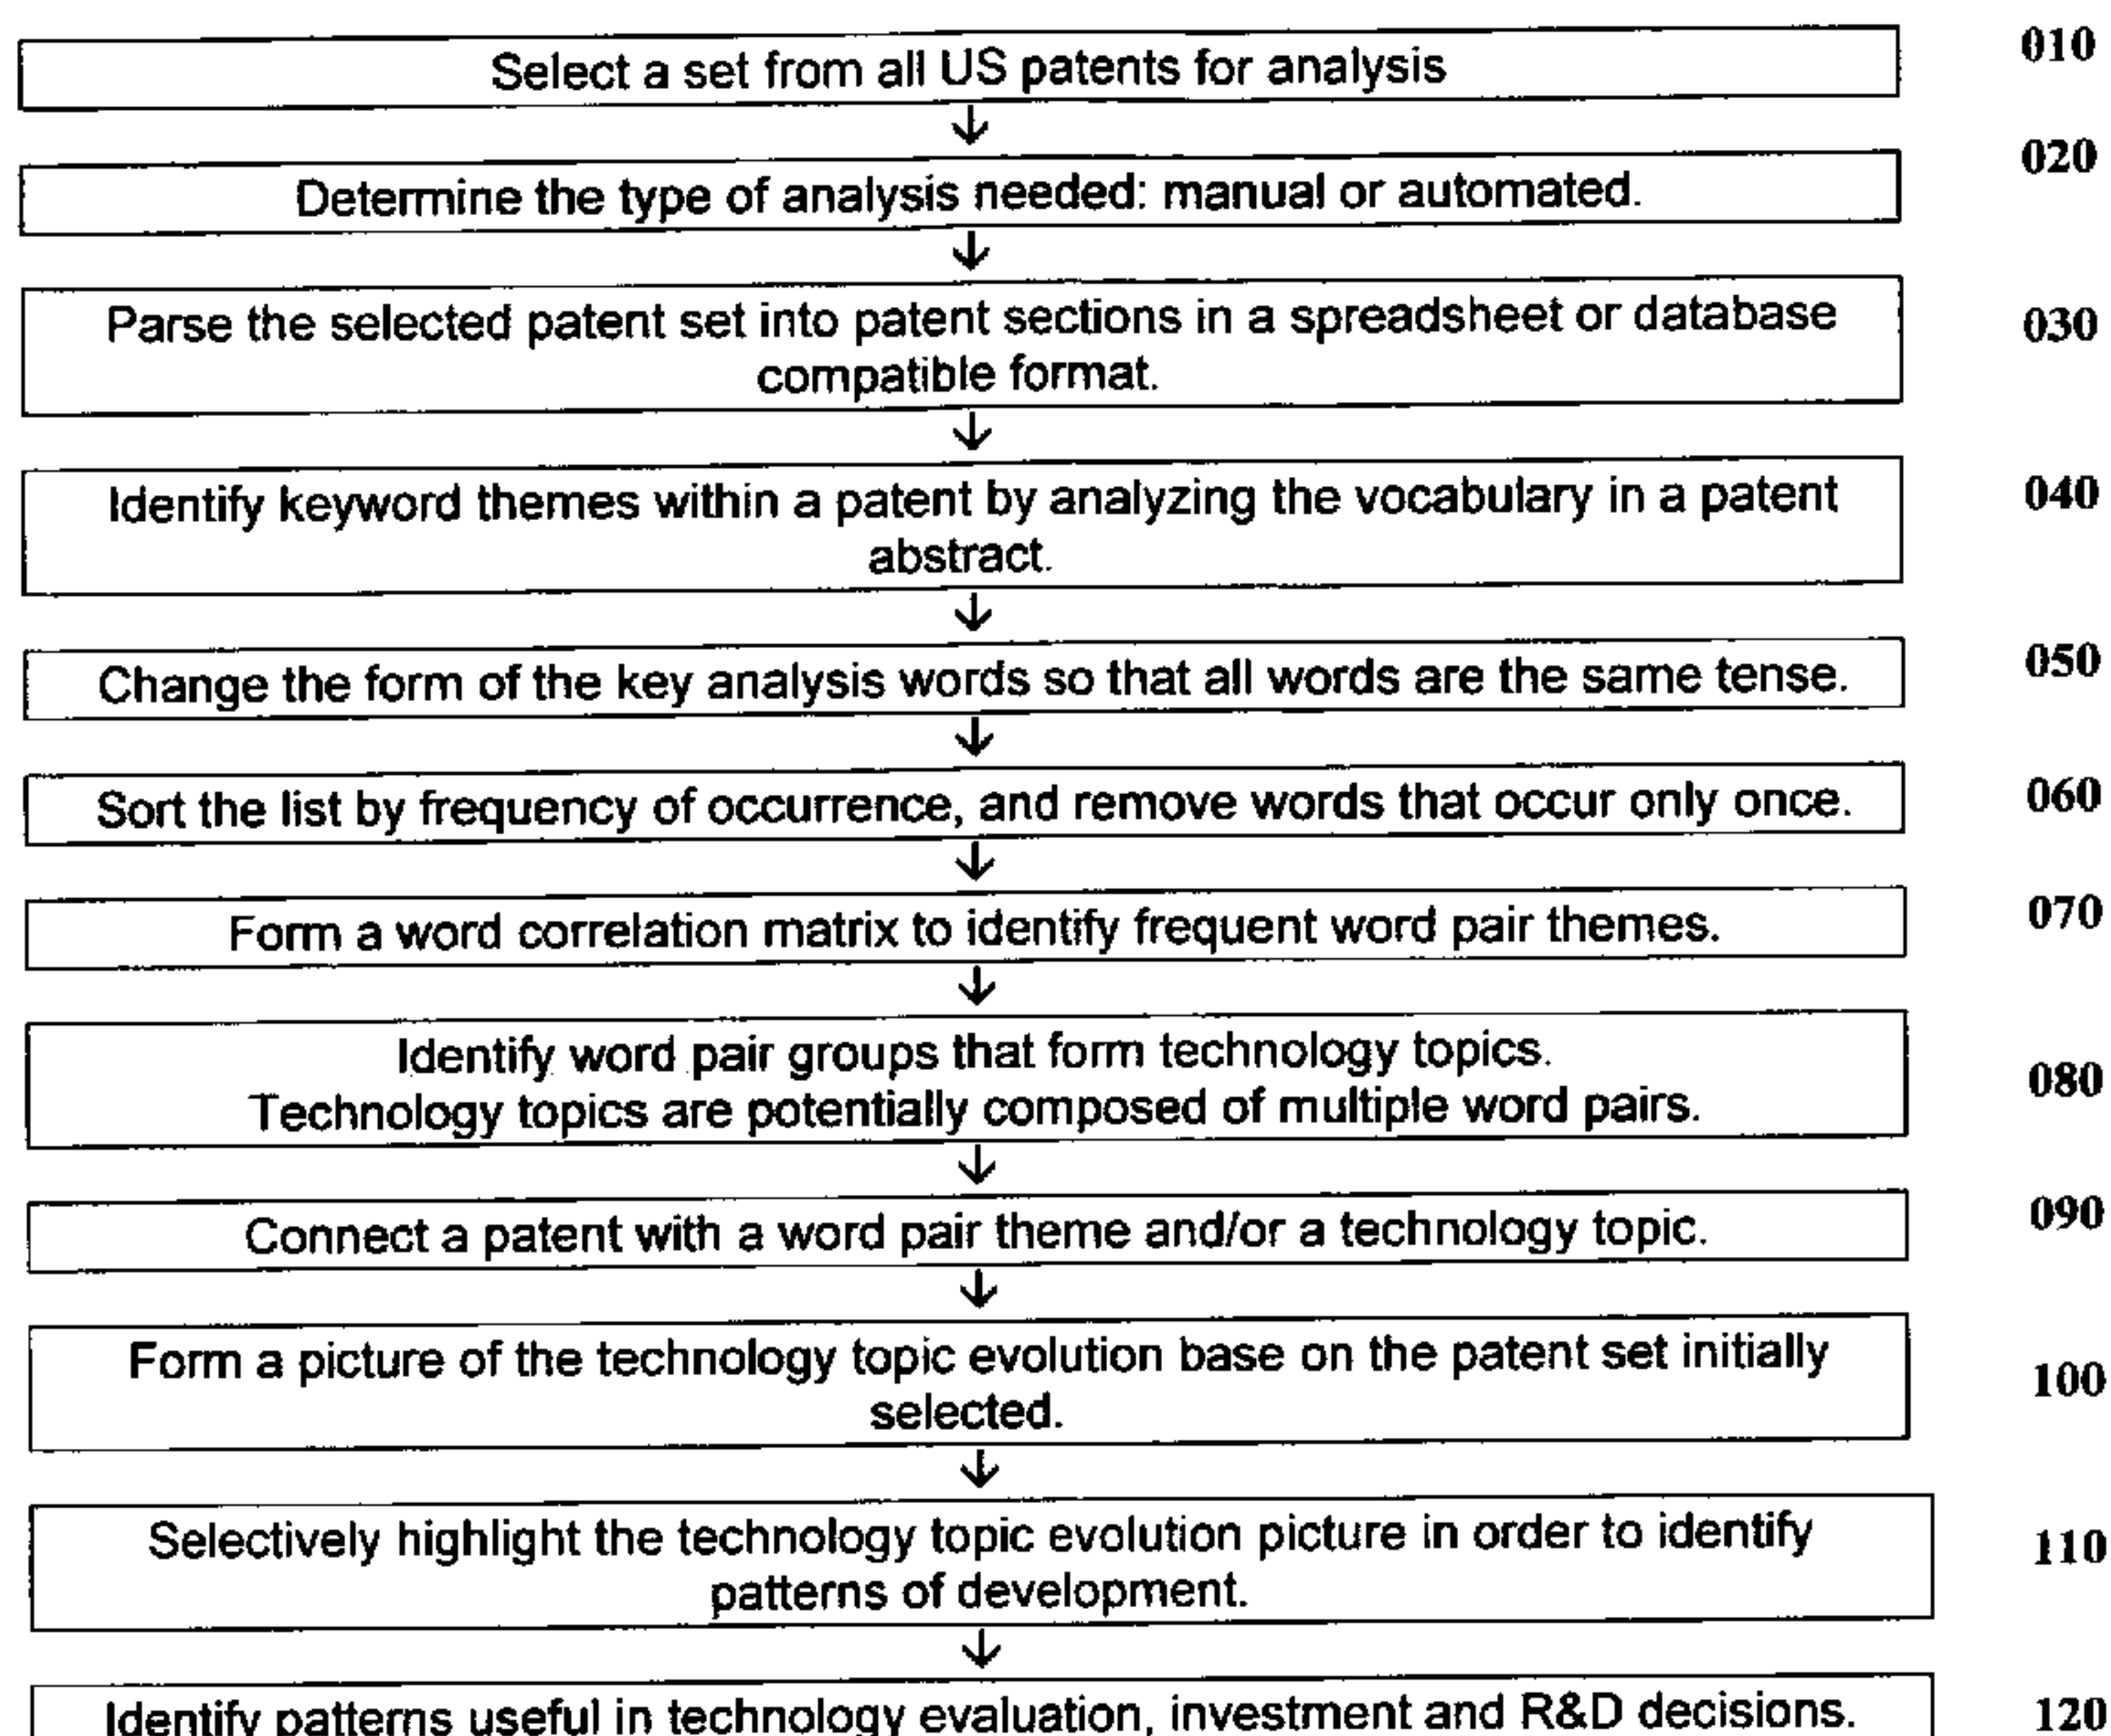 Select a set from all US patents for analysis 010
Determine the type of analysis needed: manual or automated. 020
Parse the selected patent set into patent sections in a spreadsheet or database 030
compatible format.
Identify keyword themes within a patent by analyzing the vocabulary in a patent 040
abstract.
Change the form of the key analysis words so that all words are the same tense. 050
Sort the list by frequency of occurrence, and remove words that occur only once. 060
Form a word correlation matrix to identify frequent word pair themes. 070
Identify word pair groups that form technology topics. 080
Technology topics are potentially composed of multiple word pairs.
Connect a patent with a word pair theme and/or a technology topic. 090
Form a picture of the technology topic evolution base on the patent set initially 100
selected.
Selectively highlight the technology topic evolution picture in order to identify 110
patterns of development.
Identify patterns useful in technology evaluation, investment and R&D decisions. 120